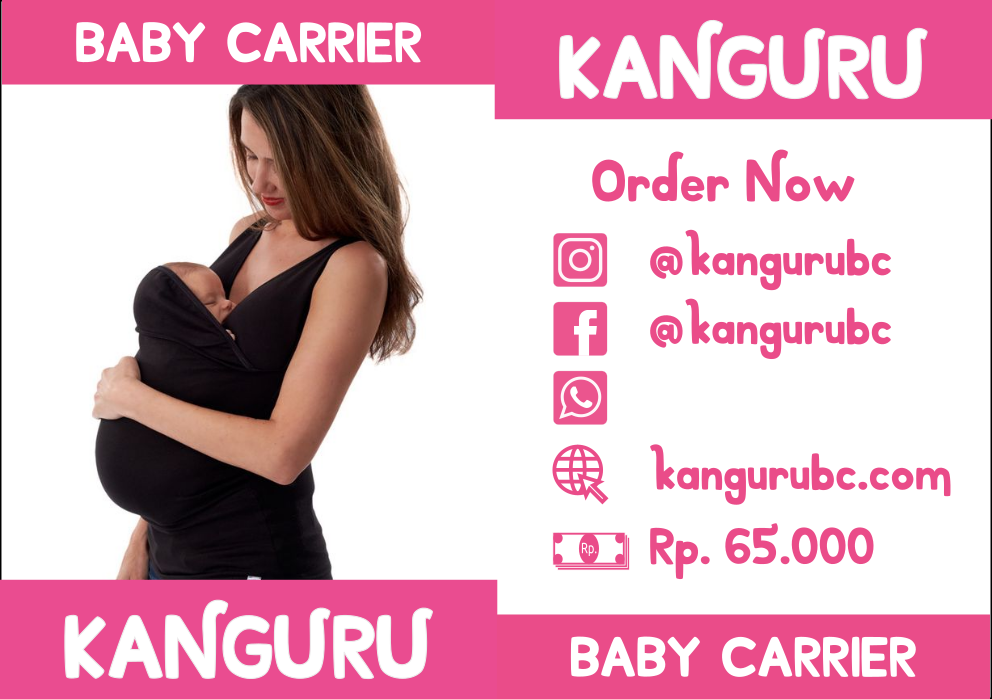 BABY CARRIER
KANGURU
KANGURU
Order Now
@kangurubc
@kangurubc
kangurubc.com
Rp.
Rp. 65.000
BABY CARRIER